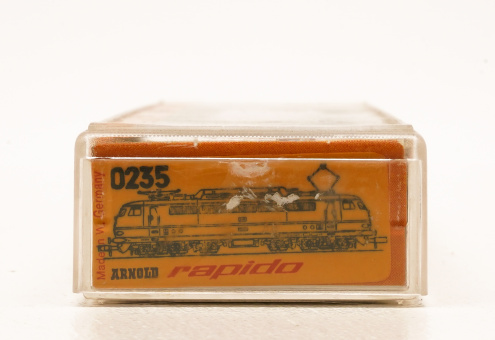 0235
Made in W. Germany
ARNOLD rapido